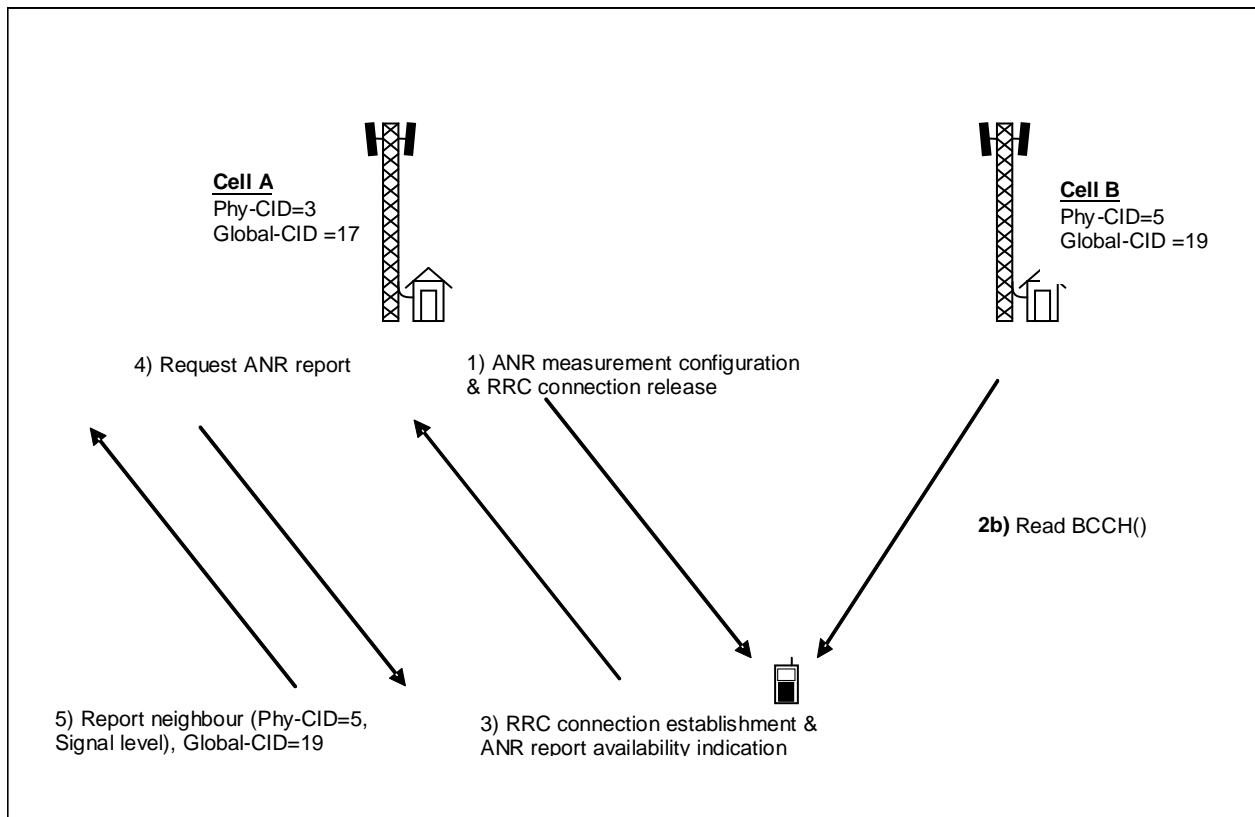 Cell A
Phy-CID=3
Global-CID =17
Cell B
Phy-CID=5
Global-CID =19
4) Request ANR report
1) ANR measurement configuration
& RRC connection release
2b) Read BCCH()
5) Report neighbour (Phy-CID=5,
Signal level), Global-CID=19
3) RRC connection establishment &
ANR report availability indication